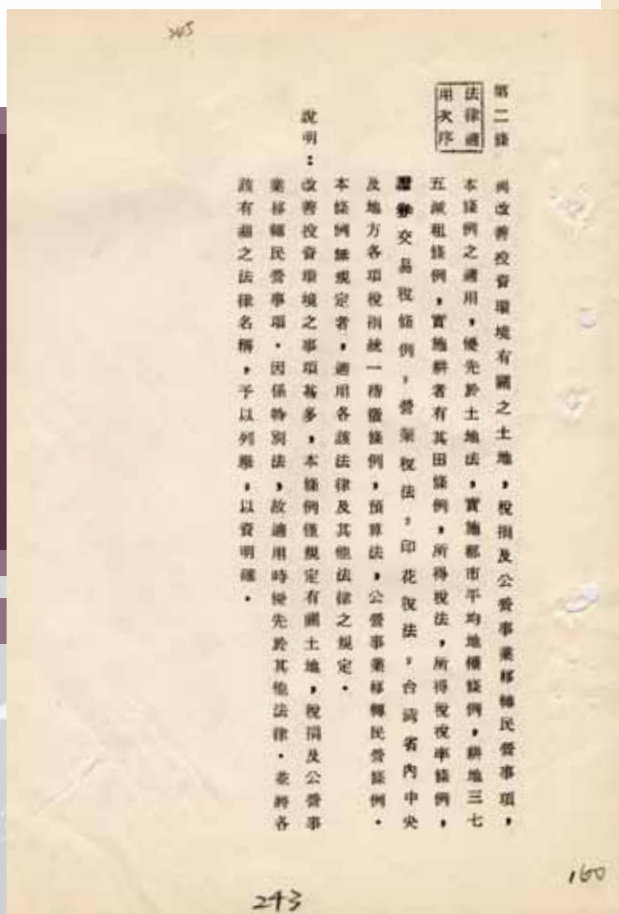 245
第二條
法律適
用次序
與改善投資環境有關之土地，稅捐及公營事業移轉民營事項，
本條例之適用，優先於土地法，實施都市平均地權條例，耕地三七
五減租條例，實施耕者有其田條例，所得稅法，所得稅稅率條例，
證券交易稅條例，營業稅法，印花稅法，台灣省內中央
及地方各項稅捐統一稽徵條例，預算法，公營事業移轉民營條例。
本條例無規定者，適用各該法律及其他法律之規定。
說明：改善投資環境之事項甚多，本條例僅規定有關土地，稅捐及公營事
業移轉民營事項。因係特別法，故適用時優先於其他法律。並將各
該有關之法律名稱，予以列舉，以資明確。
243
160